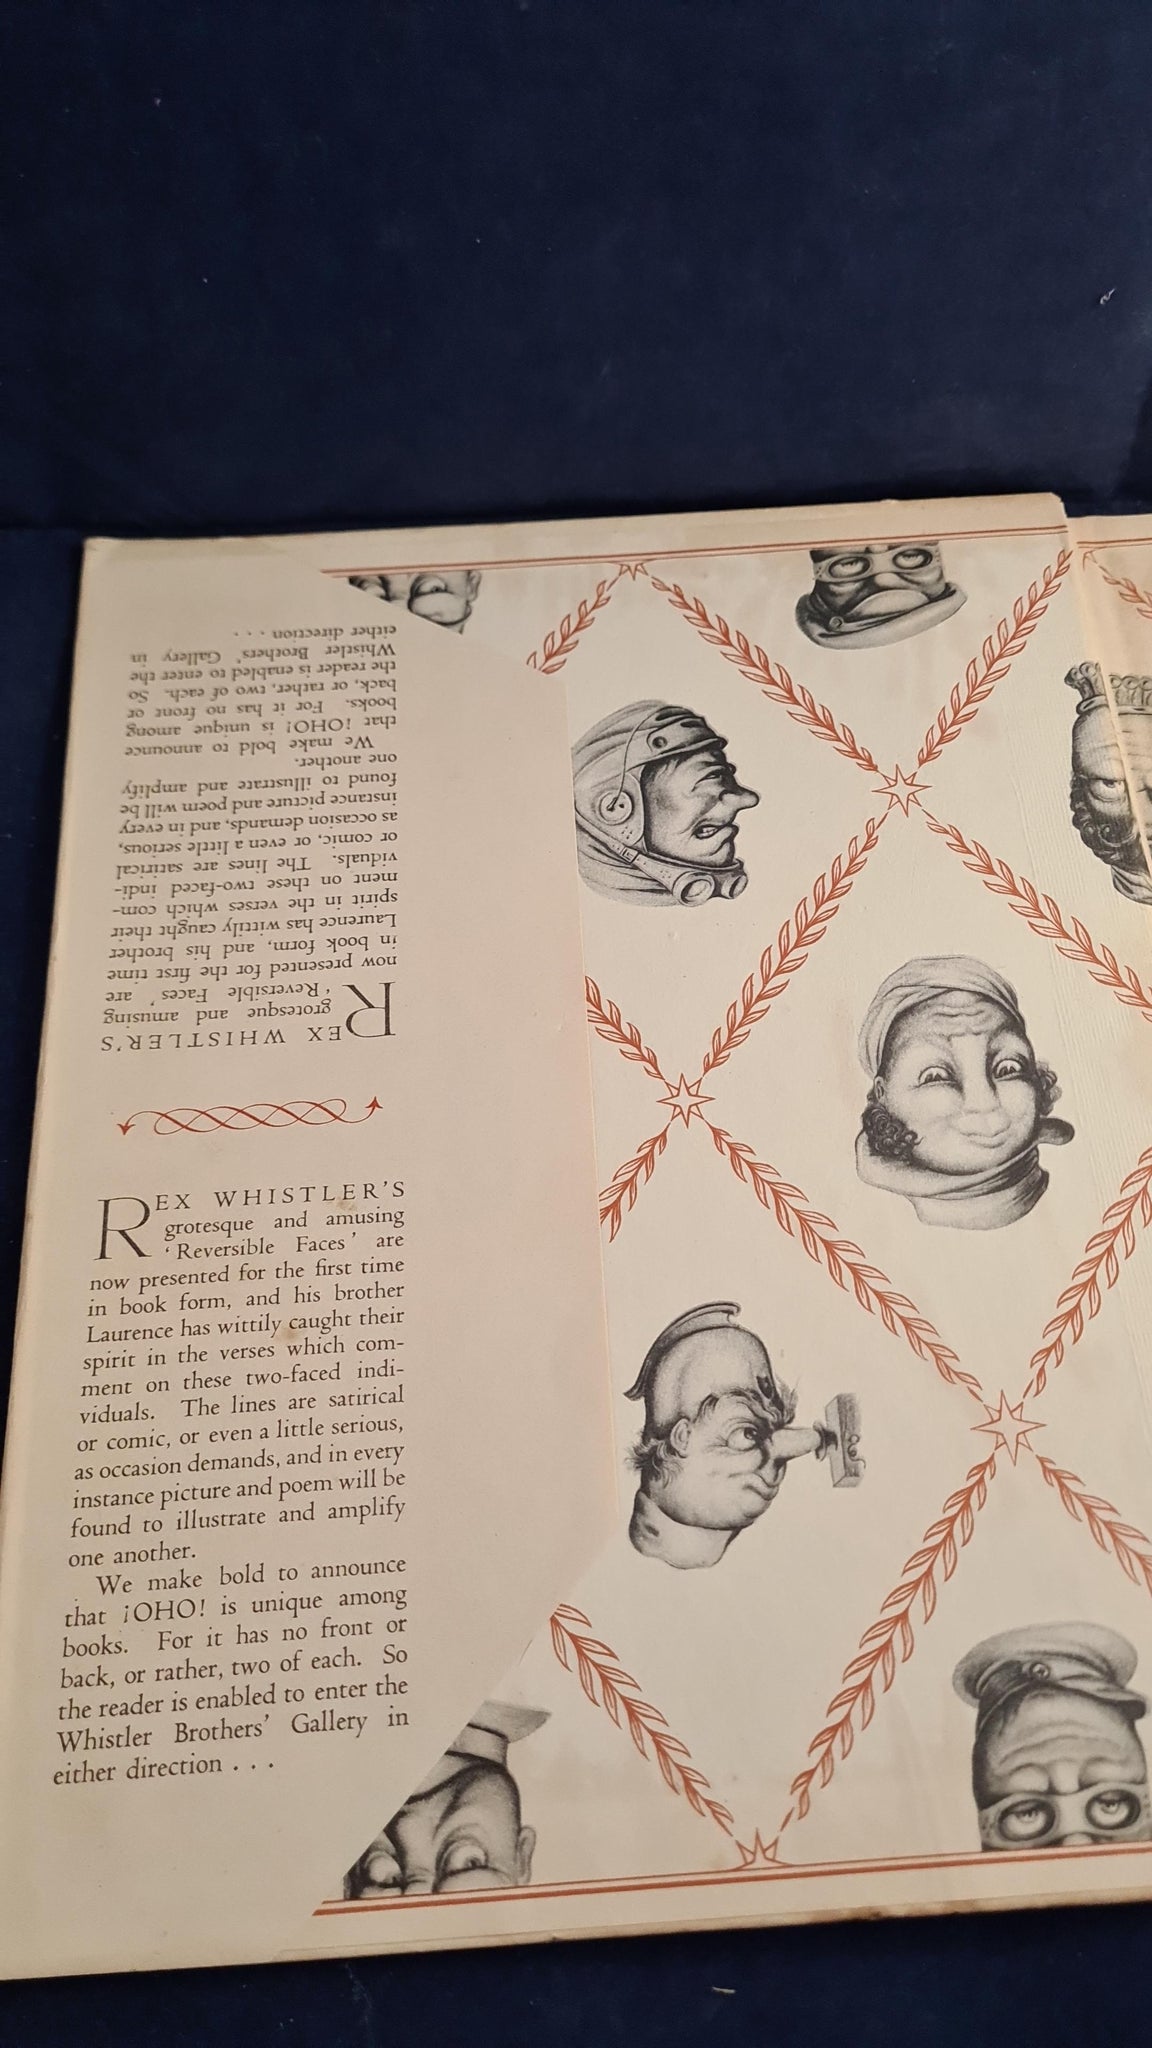 REX WHISTLER'S
grotesque and amusing
'Reversible Faces' are
now presented for the first time
in book form, and his brother
Laurence has wittily caught their
spirit in the verses which com-
ment on these two-faced indi-
viduals. The lines are satirical
or comic, or even a little serious,
as occasion demands, and in every
instance picture and poem will be
found to illustrate and amplify
one another.
We make bold to announce
that ¡OHO! is unique among
books. For it has no front or
back, or rather, two of each. So
the reader is enabled to enter the
Whistler Brothers' Gallery in
either direction . . .
REX WHISTLER'S
grotesque and amusing
'Reversible Faces' are
now presented for the first time
in book form, and his brother
Laurence has wittily caught their
spirit in the verses which com-
ment on these two-faced indi-
viduals. The lines are satirical
or comic, or even a little serious,
as occasion demands, and in every
instance picture and poem will be
found to illustrate and amplify
one another.
We make bold to announce
that ¡OHO! is unique among
books. For it has no front or
back, or rather, two of each. So
the reader is enabled to enter the
Whistler Brothers' Gallery in
either direction . . .